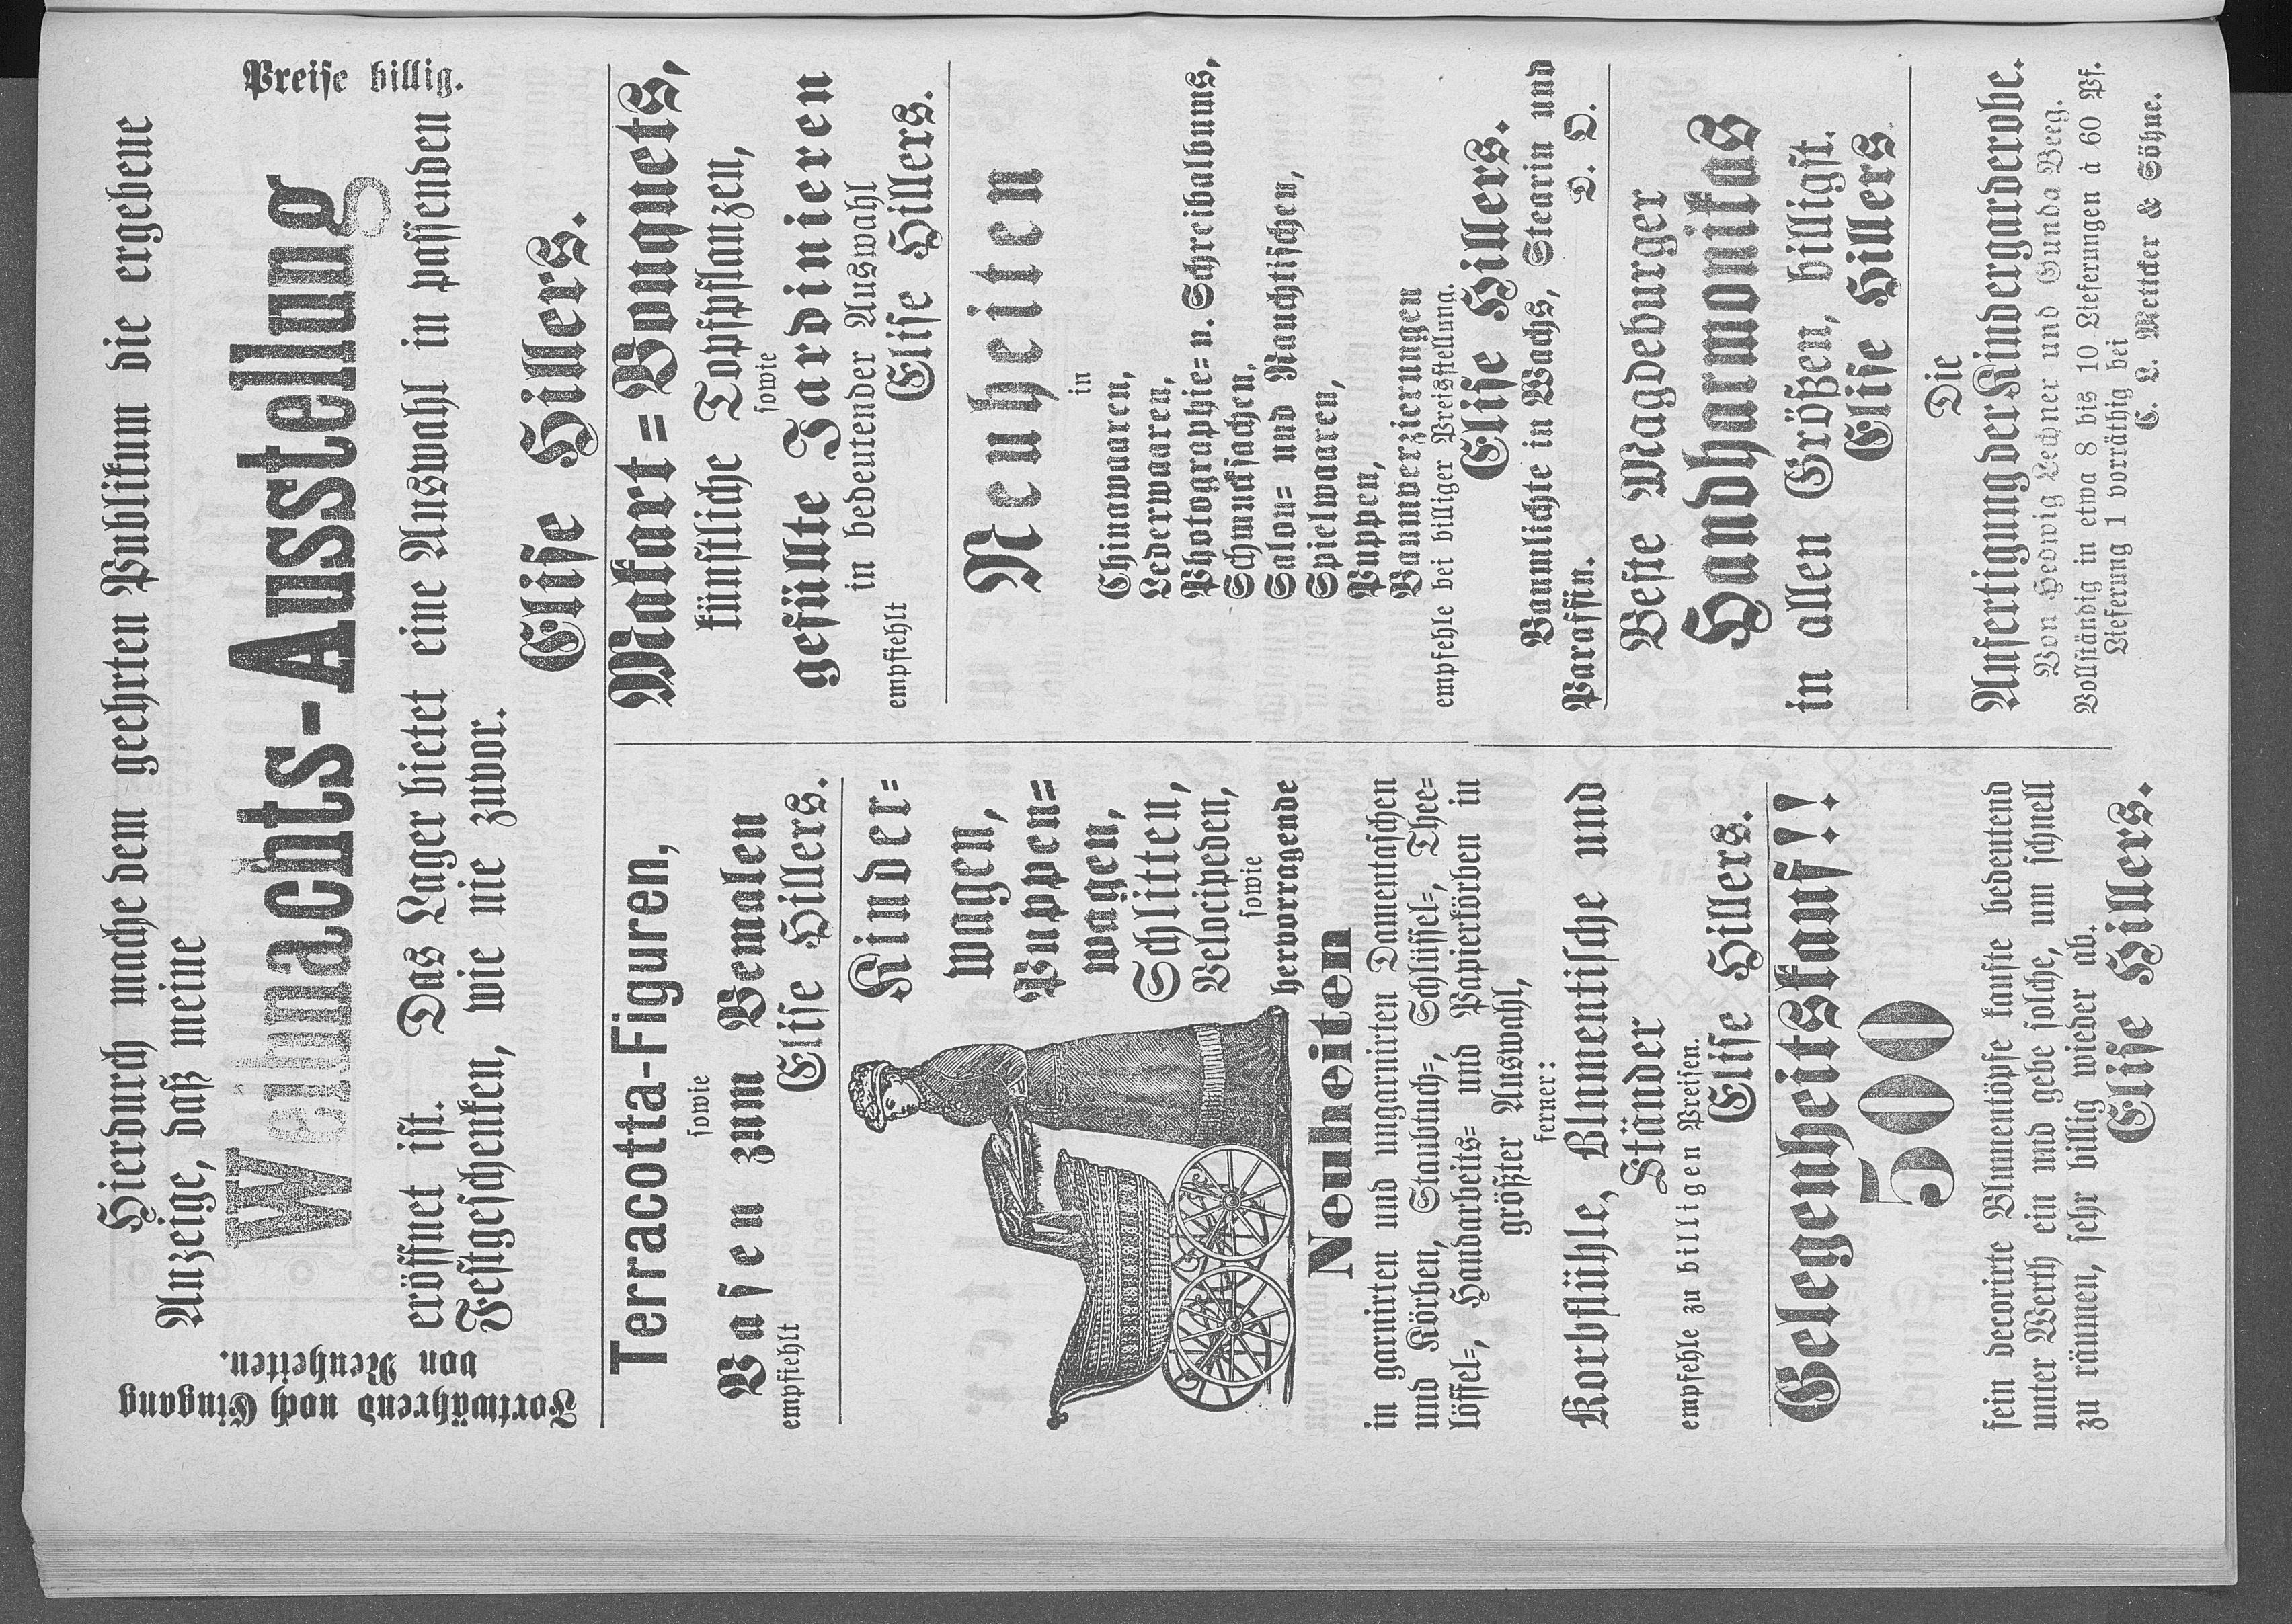 Fortwährend noch Eingang
von Neuheiten.
Hierdurch mache dem geehrten Publikum die ergebene
Anzeige, daß meine
Weihnachts-Ausstellung
eröffnet ist. Das Lager bietet eine Auswahl in passenden
Festgeschenken, wie nie zuvor.
Elise Hillers.
Preise billig.
Terracotta-Figuren,
sowie
Vasen zum Bemalen
empfiehlt
Elise Hillers.
Kinder=
wagen,
Puppen=
wagen,
Schlitten,
Velocipeden,
sowie
hervorragende
Neuheiten
in garnirten und ungarnirten Damentaschen
und Körben, Staubtuch=, Schlüssel=, Thee=
löffel=, Handarbeits= und Papierkörben in
größter Auswahl,
ferner:
Korbstühle, Blumentische und
Ständer
empfehle zu billigen Preisen.
Elise Hillers.
Gelegenheitskauf!!
500
fein decorirte Blumentöpfe kaufte bedeutend
unter Werth ein und gebe solche, um schnell
zu räumen, sehr billig wieder ab.
Elise Hillers.
Makart=Bouquets,
künstliche Topfpflanzen,
sowie
gefüllte Jardinieren
in bedeutender Auswahl
empfiehlt
Elise Hillers.
Neuheiten
in
Chinawaaren,
Lederwaaren,
Photographie= u. Schreibalbums,
Schmucksachen.
Salon= und Rauchtischen,
Spielwaaren,
Puppen,
Baumverzierungen
empfehle bei billiger Preisstellung.
Elise Hillers.
Baumlichte in Wachs, Stearin und
Paraffin.
D. O.
Beste Magdeburger
Handharmonikas
in allen Größen, billigst.
Elise Hillers.
Die
Anfertigung der Kindergarderobe.
Von Hedwig Lechner und Gunda Beeg.
Vollständig in etwa 8 bis 10 Lieferungen à 60 Pf.
Lieferung 1 vorräthig bei
C. L. Mettcker & Söhne.